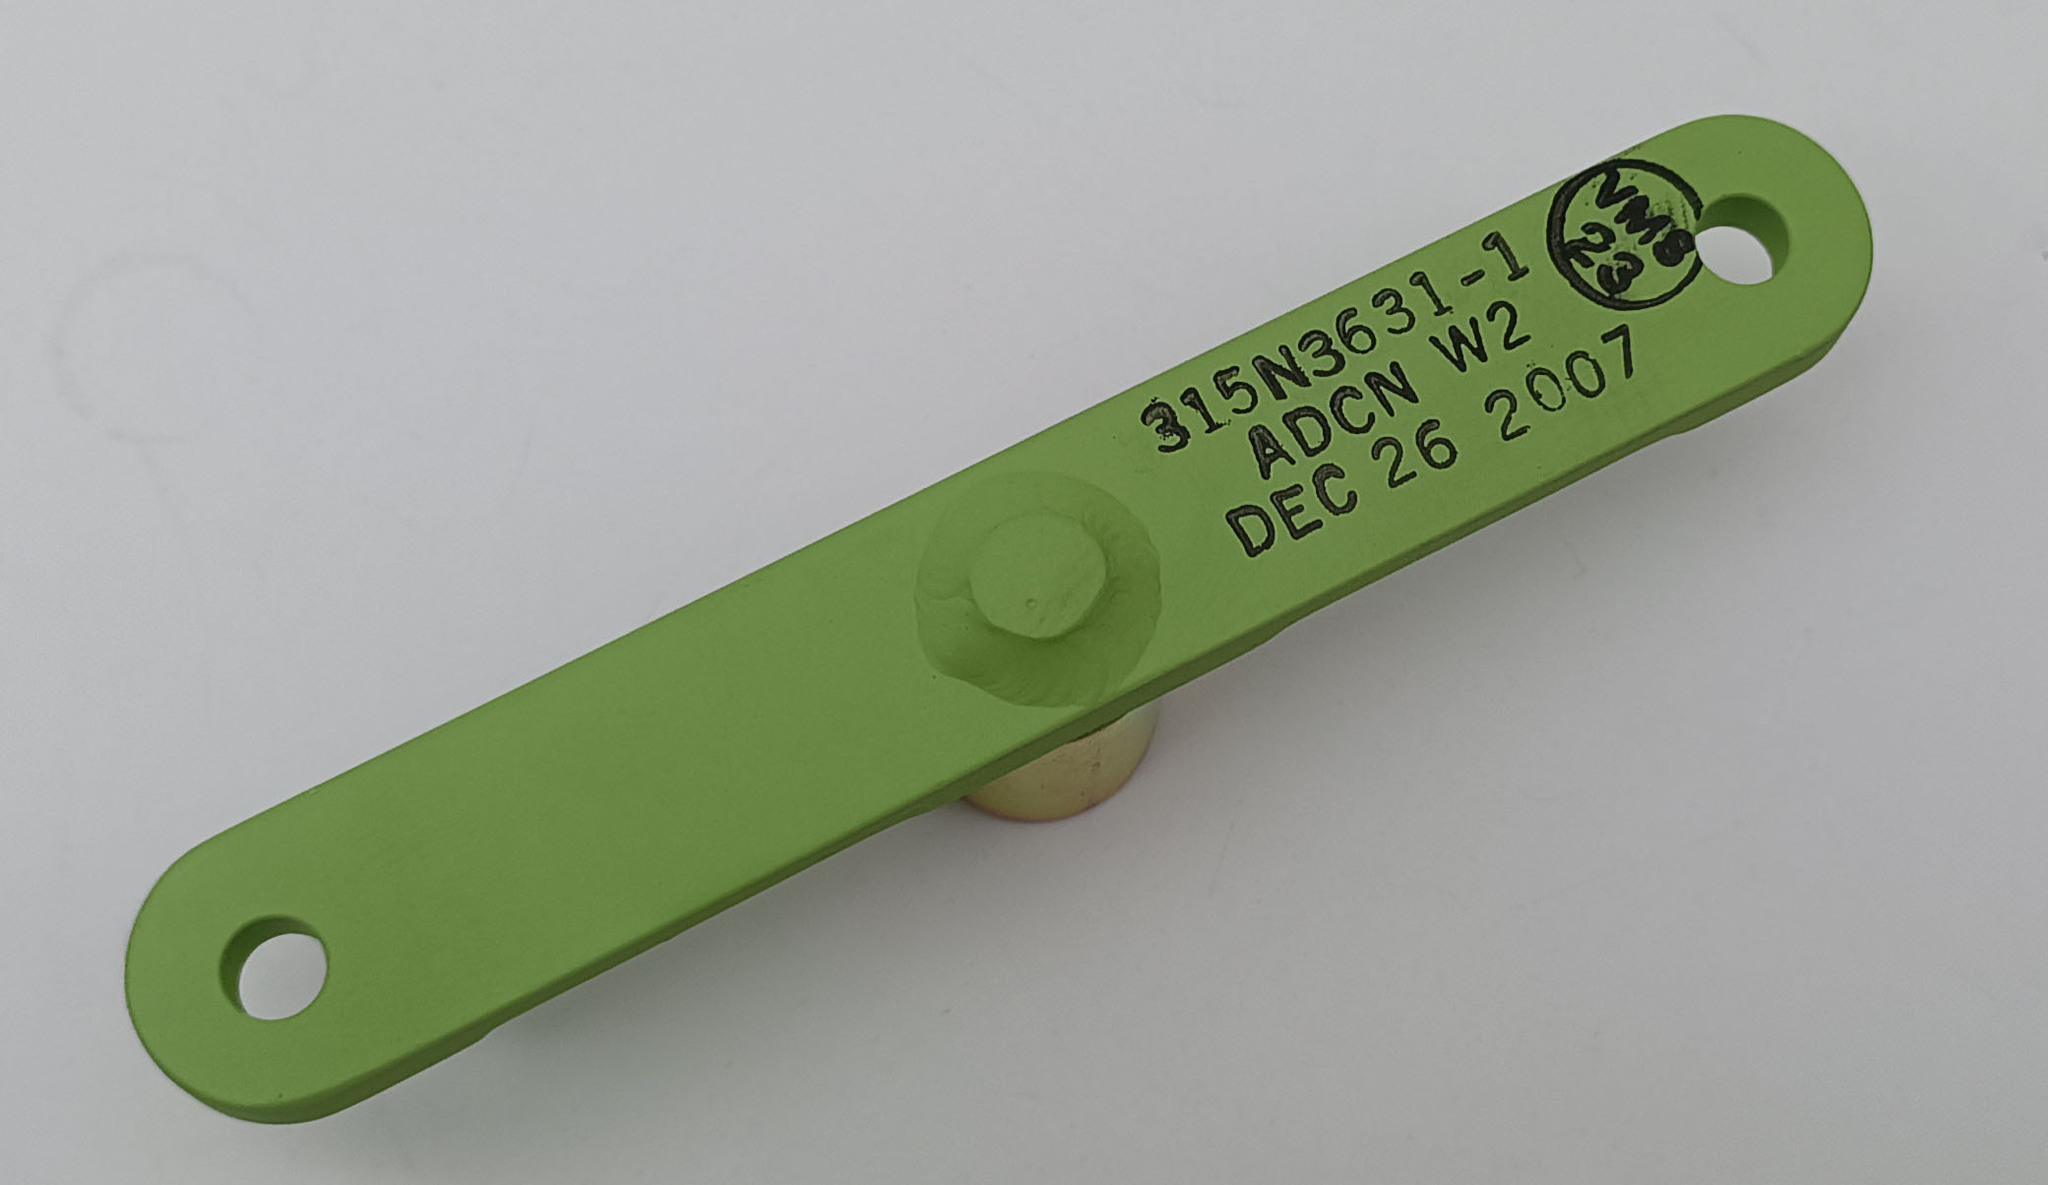 315N3631-1
ADCN W2
DEC 26 2007
VMS
23